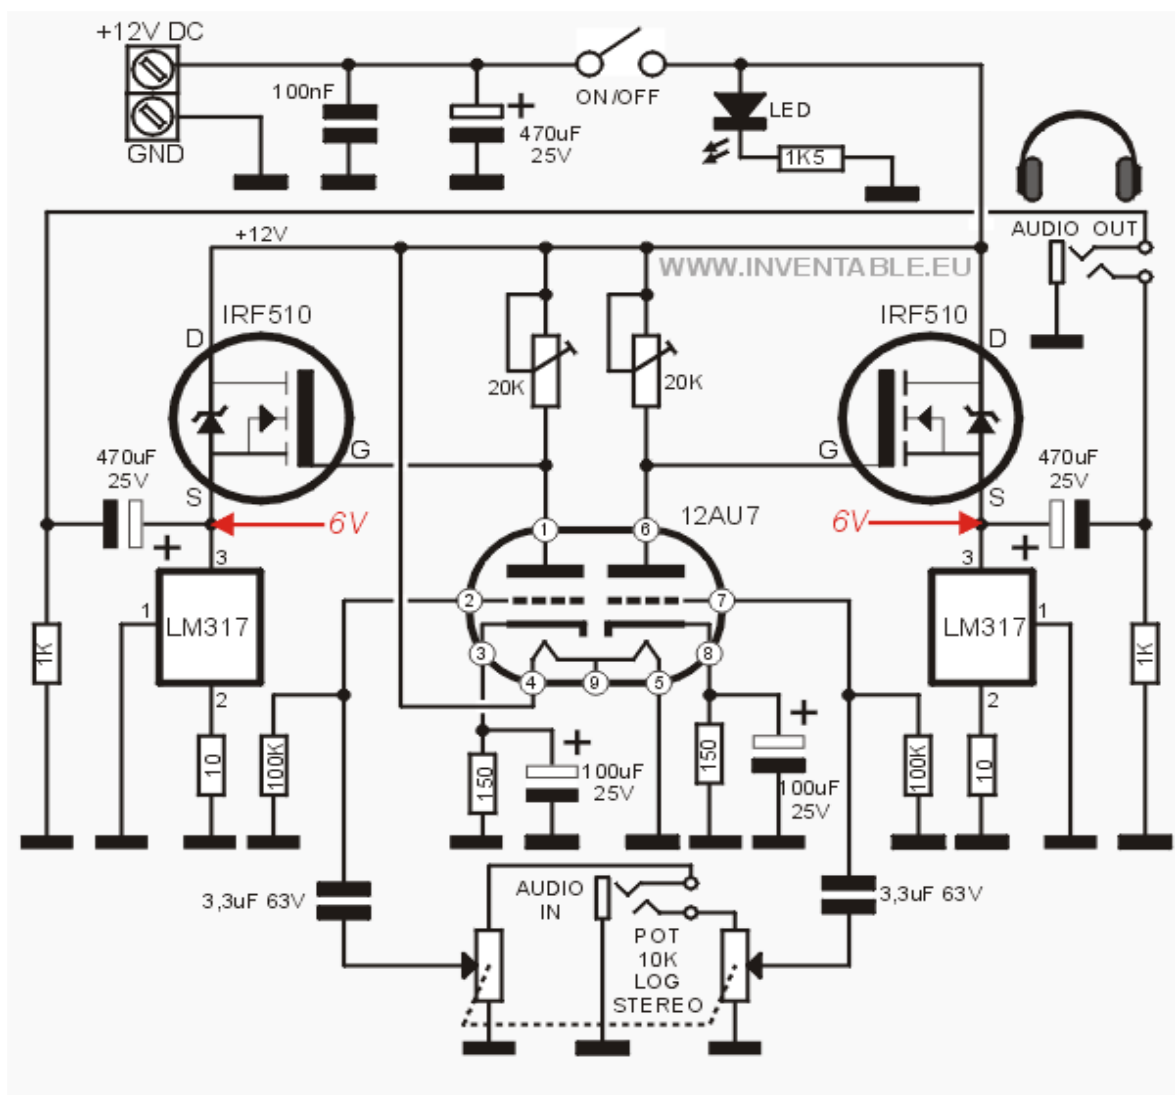 +12V DC
100nF
GND
470uF
25V
ON/OFF
LED
1K5
AUDIO OUT
+12V
WWW.INVENTABLE.EU
IRF510
D
G
S
20K
20K
IRF510
D
G
S
470uF
25V
6V
12AU7
6V
470uF
25V
1
6
2
7
3
8
4
9
5
3
1
LM317
2
3
1
LM317
2
1K
10
100K
150
100uF
25V
150
100uF
25V
100K
10
1K
3,3uF 63V
AUDIO
IN
POT
10K
LOG
STEREO
3,3uF 63V